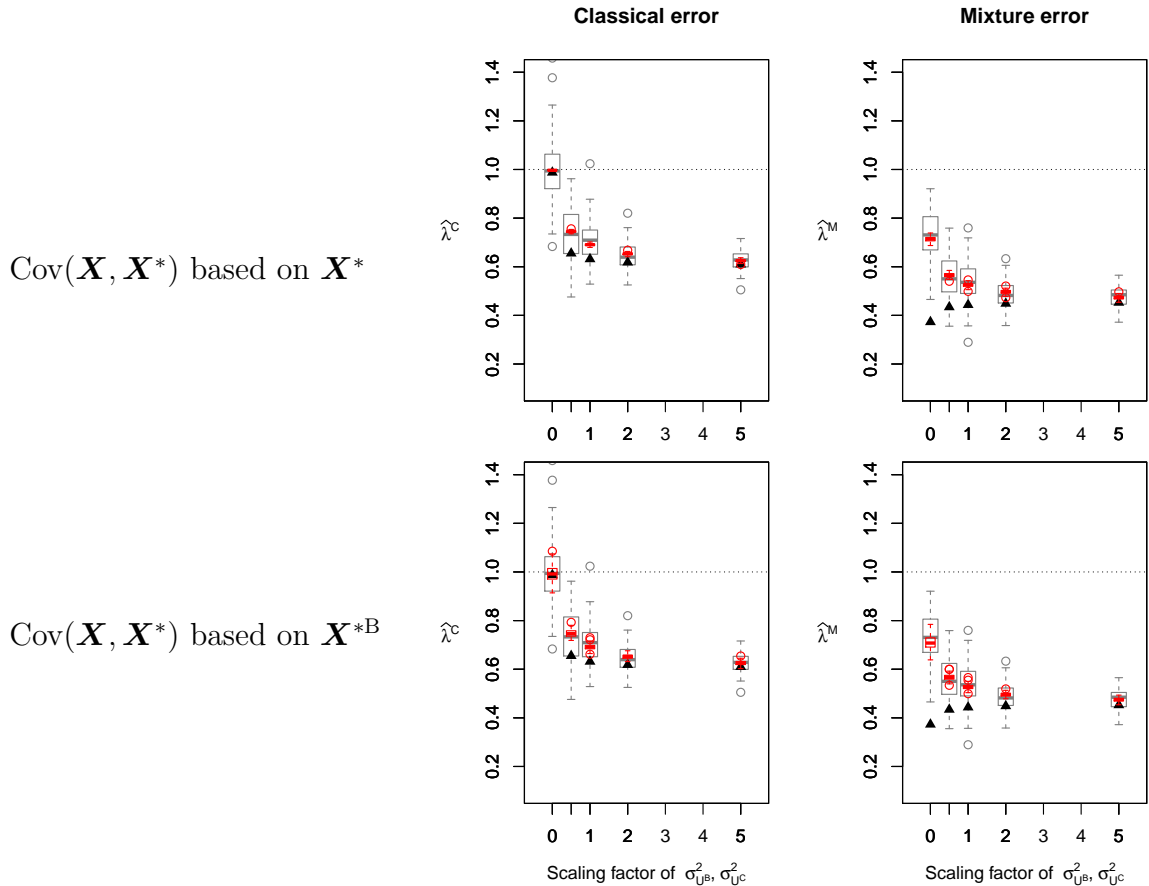 Classical error Mixture error
1.4 1.4
1.2 1.2
1.0 1.0
0.8 0.8
λ̂ᶜ λ̂ᴹ
Cov(X, X*) based on X*
0.6 0.6
0.4 0.4
0.2 0.2
0 1 2 3 4 5 0 1 2 3 4 5
1.4 1.4
1.2 1.2
1.0 1.0
0.8 0.8
Cov(X, X*) based on X*ᴮ λ̂ᶜ λ̂ᴹ
0.6 0.6
0.4 0.4
0.2 0.2
0 1 2 3 4 5 0 1 2 3 4 5
Scaling factor of σ²_Uᴮ, σ²_Uᶜ Scaling factor of σ²_Uᴮ, σ²_Uᶜ